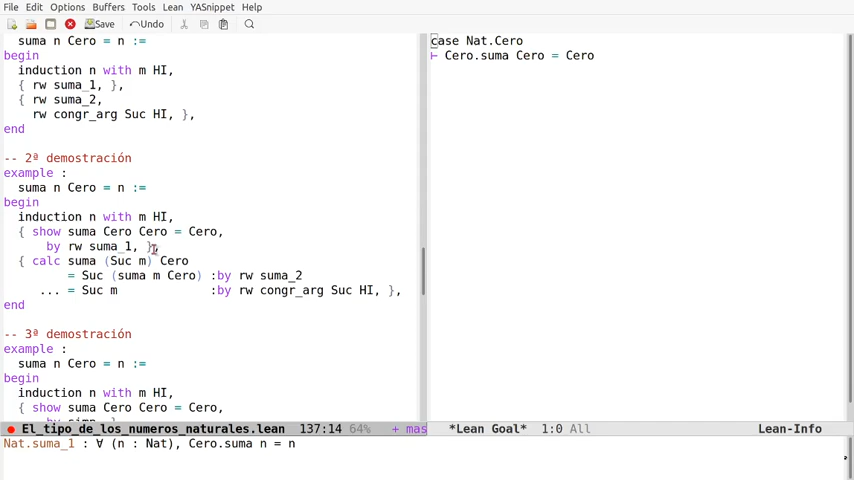 File Edit Options Buffers Tools Lean YASnippet Help
Save Undo
suma n Cero = n :=
begin
induction n with m HI,
{ rw suma_1, },
{ rw suma_2,
rw congr_arg Suc HI, },
end
-- 2ª demostración
example :
suma n Cero = n :=
begin
induction n with m HI,
{ show suma Cero Cero = Cero,
by rw suma_1, },
{ calc suma (Suc m) Cero
= Suc (suma m Cero) :by rw suma_2
... = Suc m :by rw congr_arg Suc HI, },
end
-- 3ª demostración
example :
suma n Cero = n :=
begin
induction n with m HI,
{ show suma Cero Cero = Cero,
case Nat.Cero
⊢ Cero.suma Cero = Cero
El_tipo_de_los_numeros_naturales.lean 137:14 64% + mas
*Lean Goal* 1:0 All Lean-Info
Nat.suma_1 : ∀ (n : Nat), Cero.suma n = n